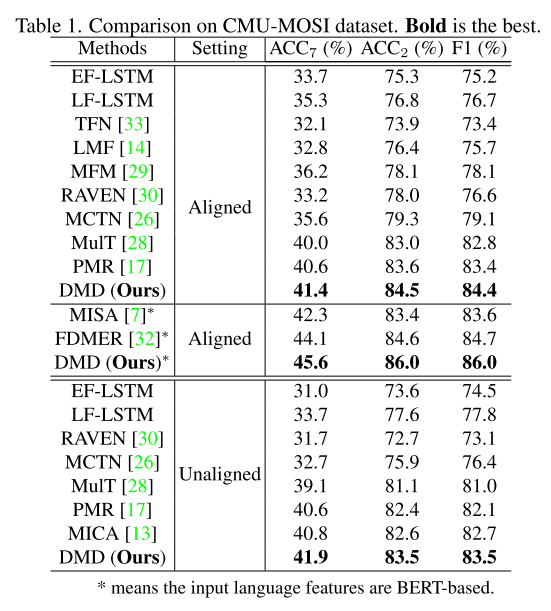 Table 1. Comparison on CMU-MOSI dataset. Bold is the best.
Methods Setting ACC7 (%) ACC2 (%) F1 (%)
EF-LSTM 33.7 75.3 75.2
LF-LSTM 35.3 76.8 76.7
TFN [33] 32.1 73.9 73.4
LMF [14] 32.8 76.4 75.7
MFM [29] 36.2 78.1 78.1
RAVEN [30] 33.2 78.0 76.6
Aligned
MCTN [26] 35.6 79.3 79.1
MulT [28] 40.0 83.0 82.8
PMR [17] 40.6 83.6 83.4
DMD (Ours) 41.4 84.5 84.4
MISA [7]* 42.3 83.4 83.6
FDMER [32]* Aligned 44.1 84.6 84.7
DMD (Ours)* 45.6 86.0 86.0
EF-LSTM 31.0 73.6 74.5
LF-LSTM 33.7 77.6 77.8
RAVEN [30] 31.7 72.7 73.1
MCTN [26] 32.7 75.9 76.4
Unaligned
MulT [28] 39.1 81.1 81.0
PMR [17] 40.6 82.4 82.1
MICA [13] 40.8 82.6 82.7
DMD (Ours) 41.9 83.5 83.5
* means the input language features are BERT-based.